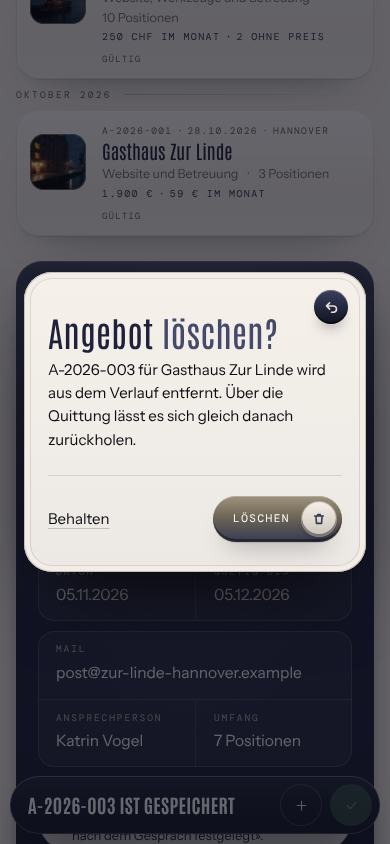 10 Positionen
250 CHF IM MONAT · 2 OHNE PREIS
GÜLTIG
OKTOBER 2026
A-2026-001 · 28.10.2026 · HANNOVER
Gasthaus Zur Linde
Website und Betreuung · 3 Positionen
1.900 € · 59 € IM MONAT
GÜLTIG
Angebot löschen?
A-2026-003 für Gasthaus Zur Linde wird
aus dem Verlauf entfernt. Über die
Quittung lässt es sich gleich danach
zurückholen.
Behalten
LÖSCHEN
05.11.2026
05.12.2026
MAIL
post@zur-linde-hannover.example
ANSPRECHPERSON
UMFANG
Katrin Vogel
7 Positionen
A-2026-003 IST GESPEICHERT
nach dem Gespräch festgelegt».